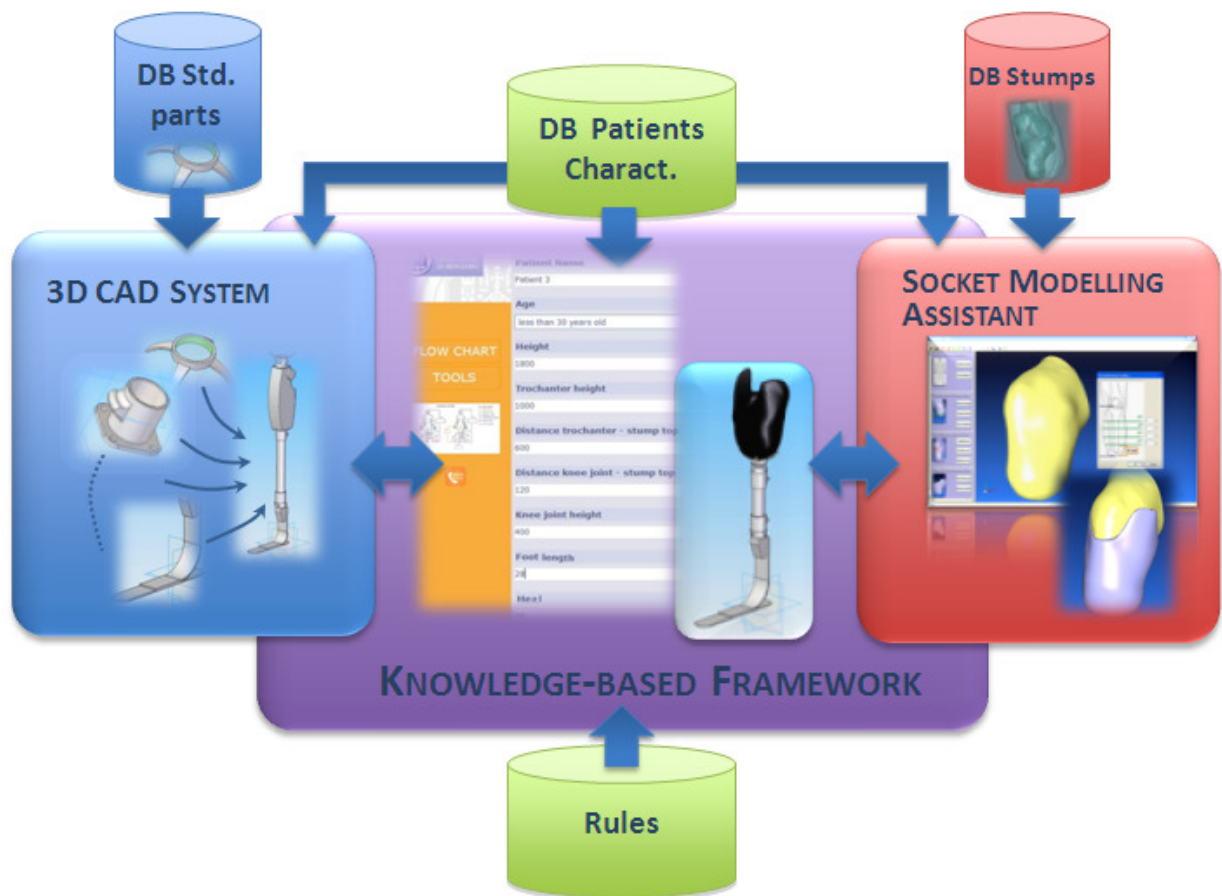 DB Std.
parts
DB Patients
Charact.
DB Stumps
3D CAD SYSTEM
Patient Name
Patient 3
Age
less than 30 years old
Height
1800
Trochanter height
1000
Distance trochanter - stump top
600
Distance knee joint - stump top
120
Knee joint height
400
Foot length
28
Heel
FLOW CHART
TOOLS
SOCKET MODELLING
ASSISTANT
KNOWLEDGE-BASED FRAMEWORK
Rules